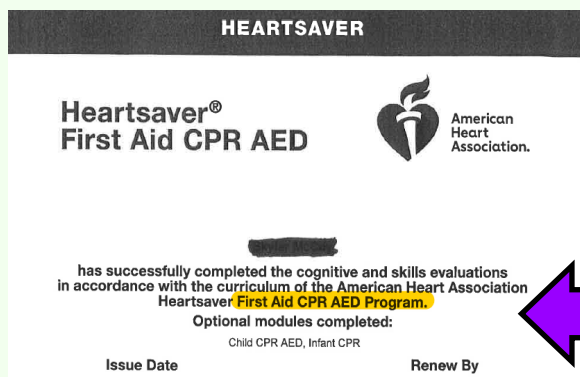 HEARTSAVER
Heartsaver®
First Aid CPR AED
American
Heart
Association.
has successfully completed the cognitive and skills evaluations
in accordance with the curriculum of the American Heart Association
Heartsaver First Aid CPR AED Program.
Optional modules completed:
Child CPR AED, Infant CPR
Issue Date
Renew By